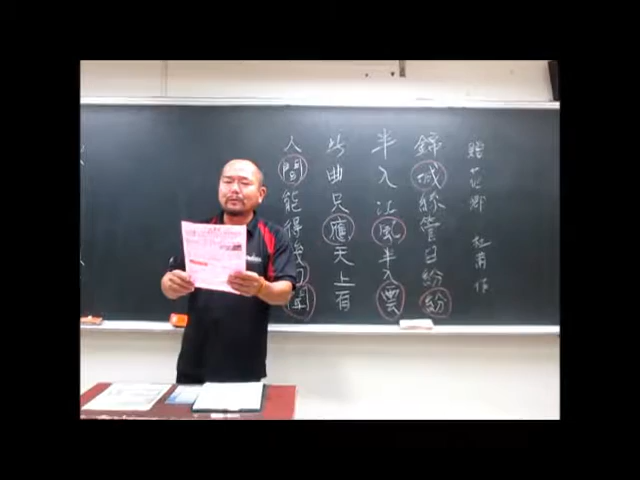 贈花卿 杜甫作
錦城絲管日紛紛
半入江風半入雲
此曲只應天上有
人間能得幾回聞